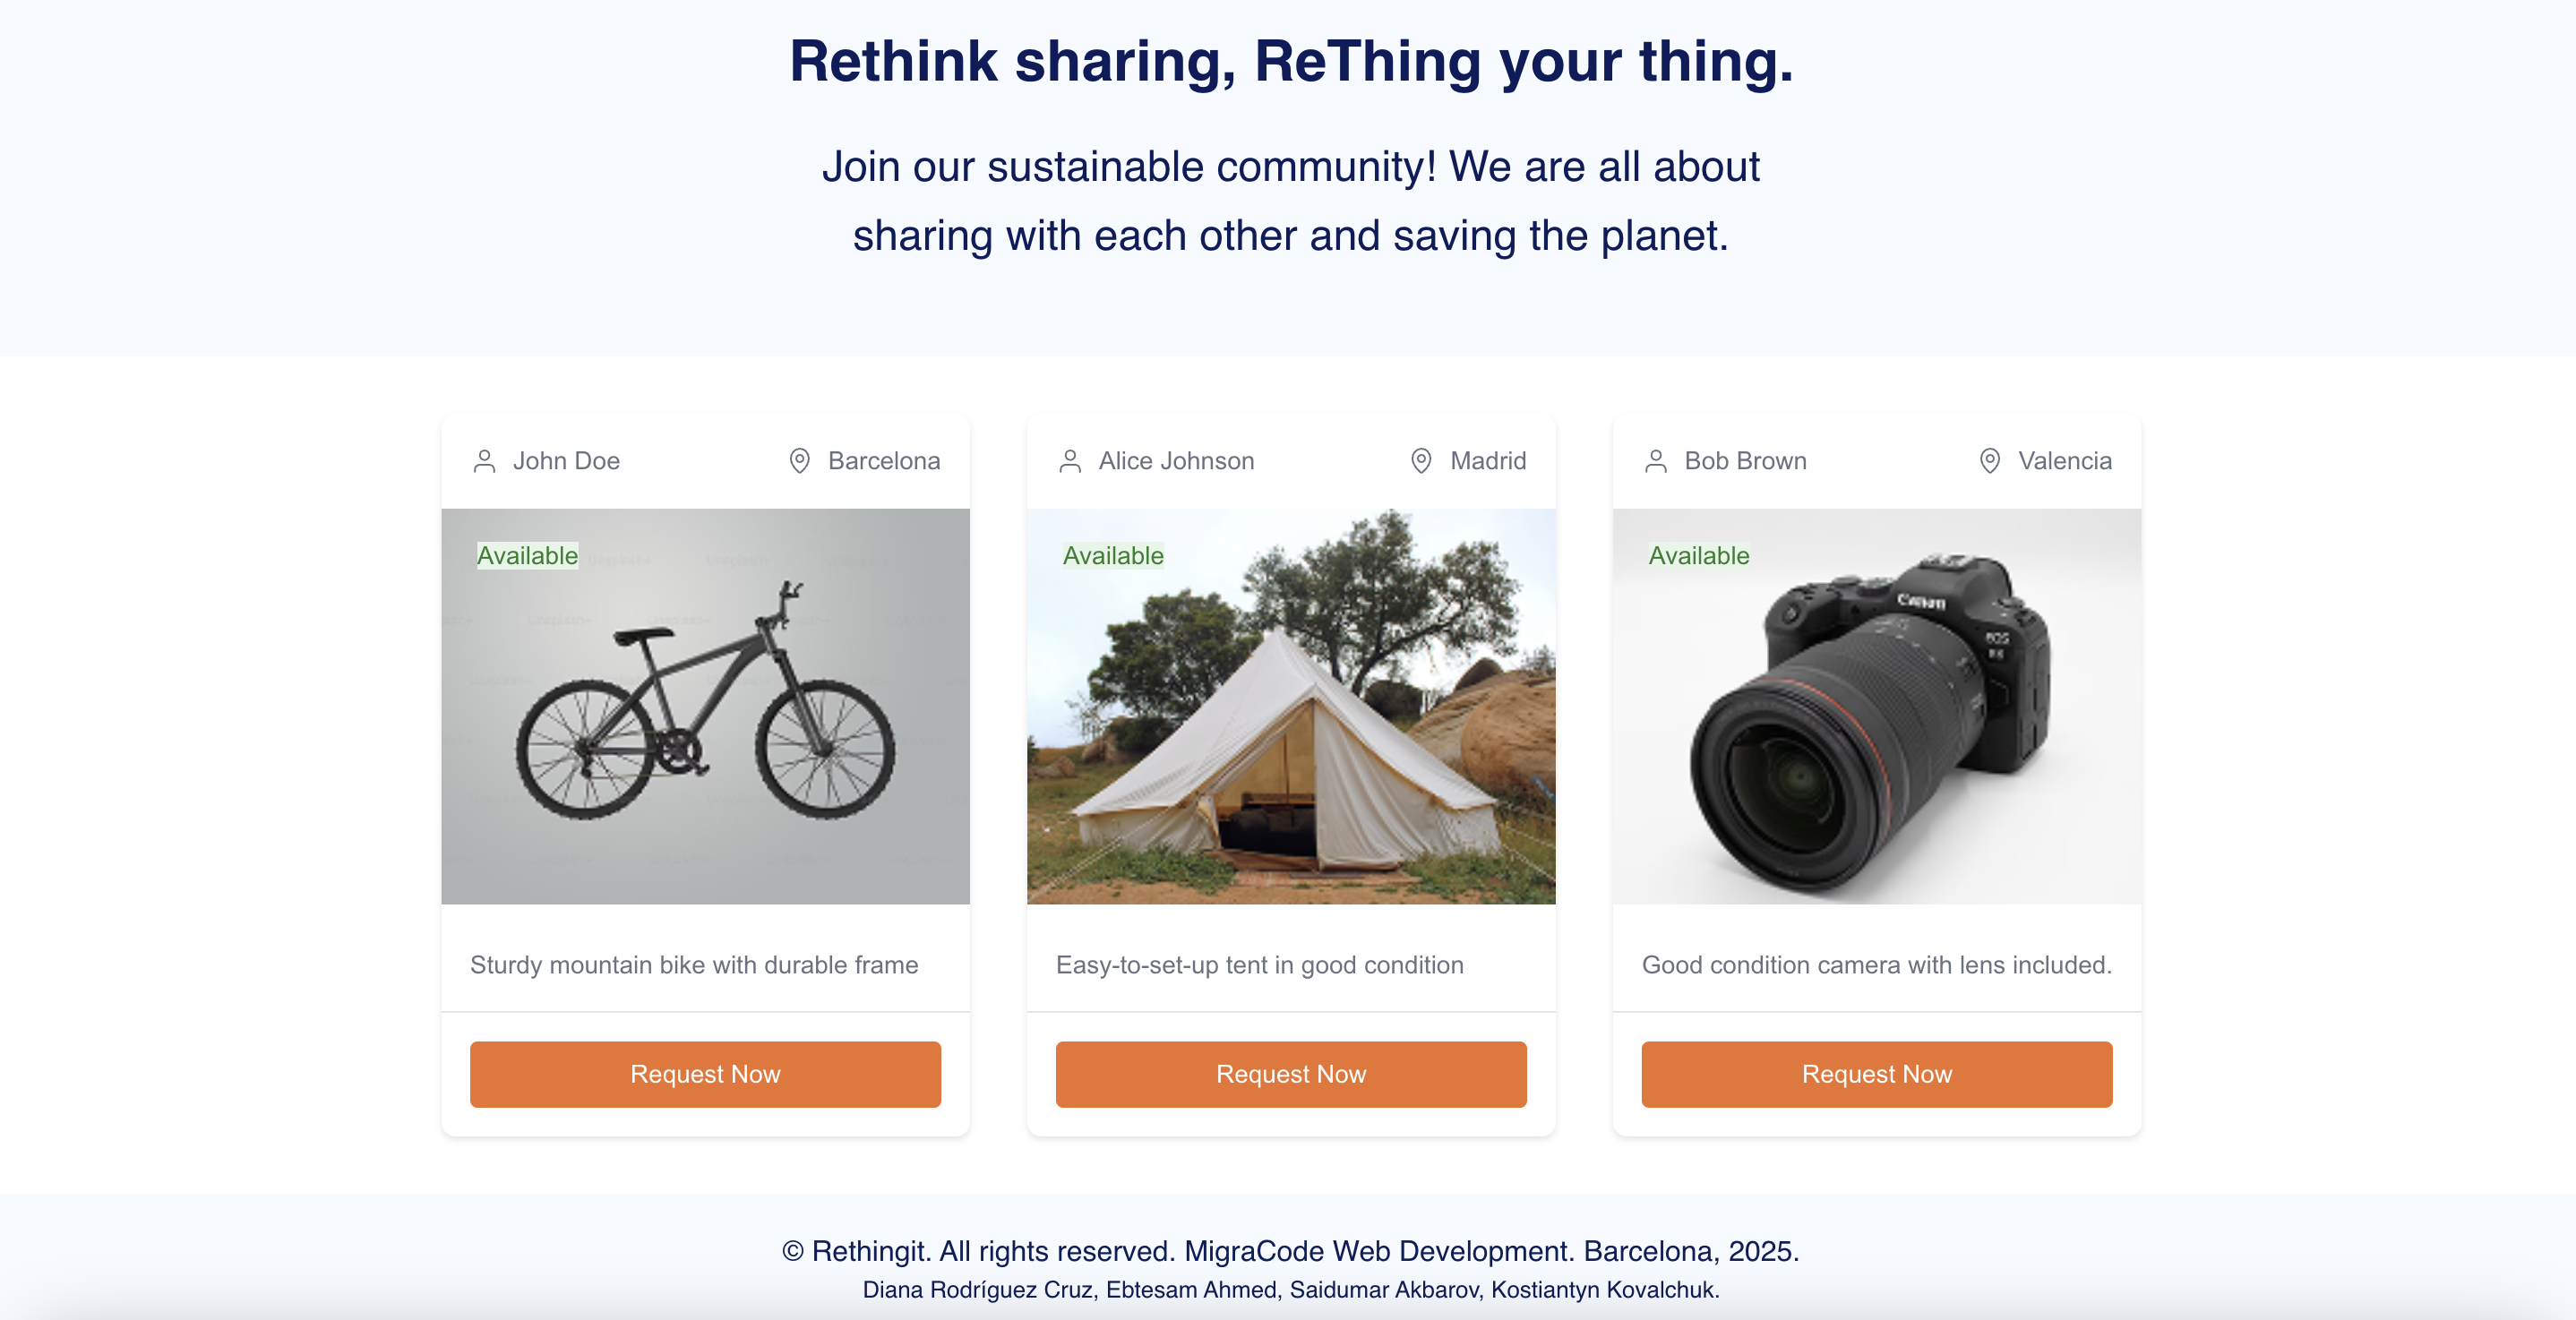 Rethink sharing, ReThing your thing.
Join our sustainable community! We are all about
sharing with each other and saving the planet.
John Doe
Barcelona
Available
Sturdy mountain bike with durable frame
Request Now
Alice Johnson
Madrid
Available
Easy-to-set-up tent in good condition
Request Now
Bob Brown
Valencia
Available
Canon
EOS
R6
Good condition camera with lens included.
Request Now
© Rethingit. All rights reserved. MigraCode Web Development. Barcelona, 2025.
Diana Rodríguez Cruz, Ebtesam Ahmed, Saidumar Akbarov, Kostiantyn Kovalchuk.